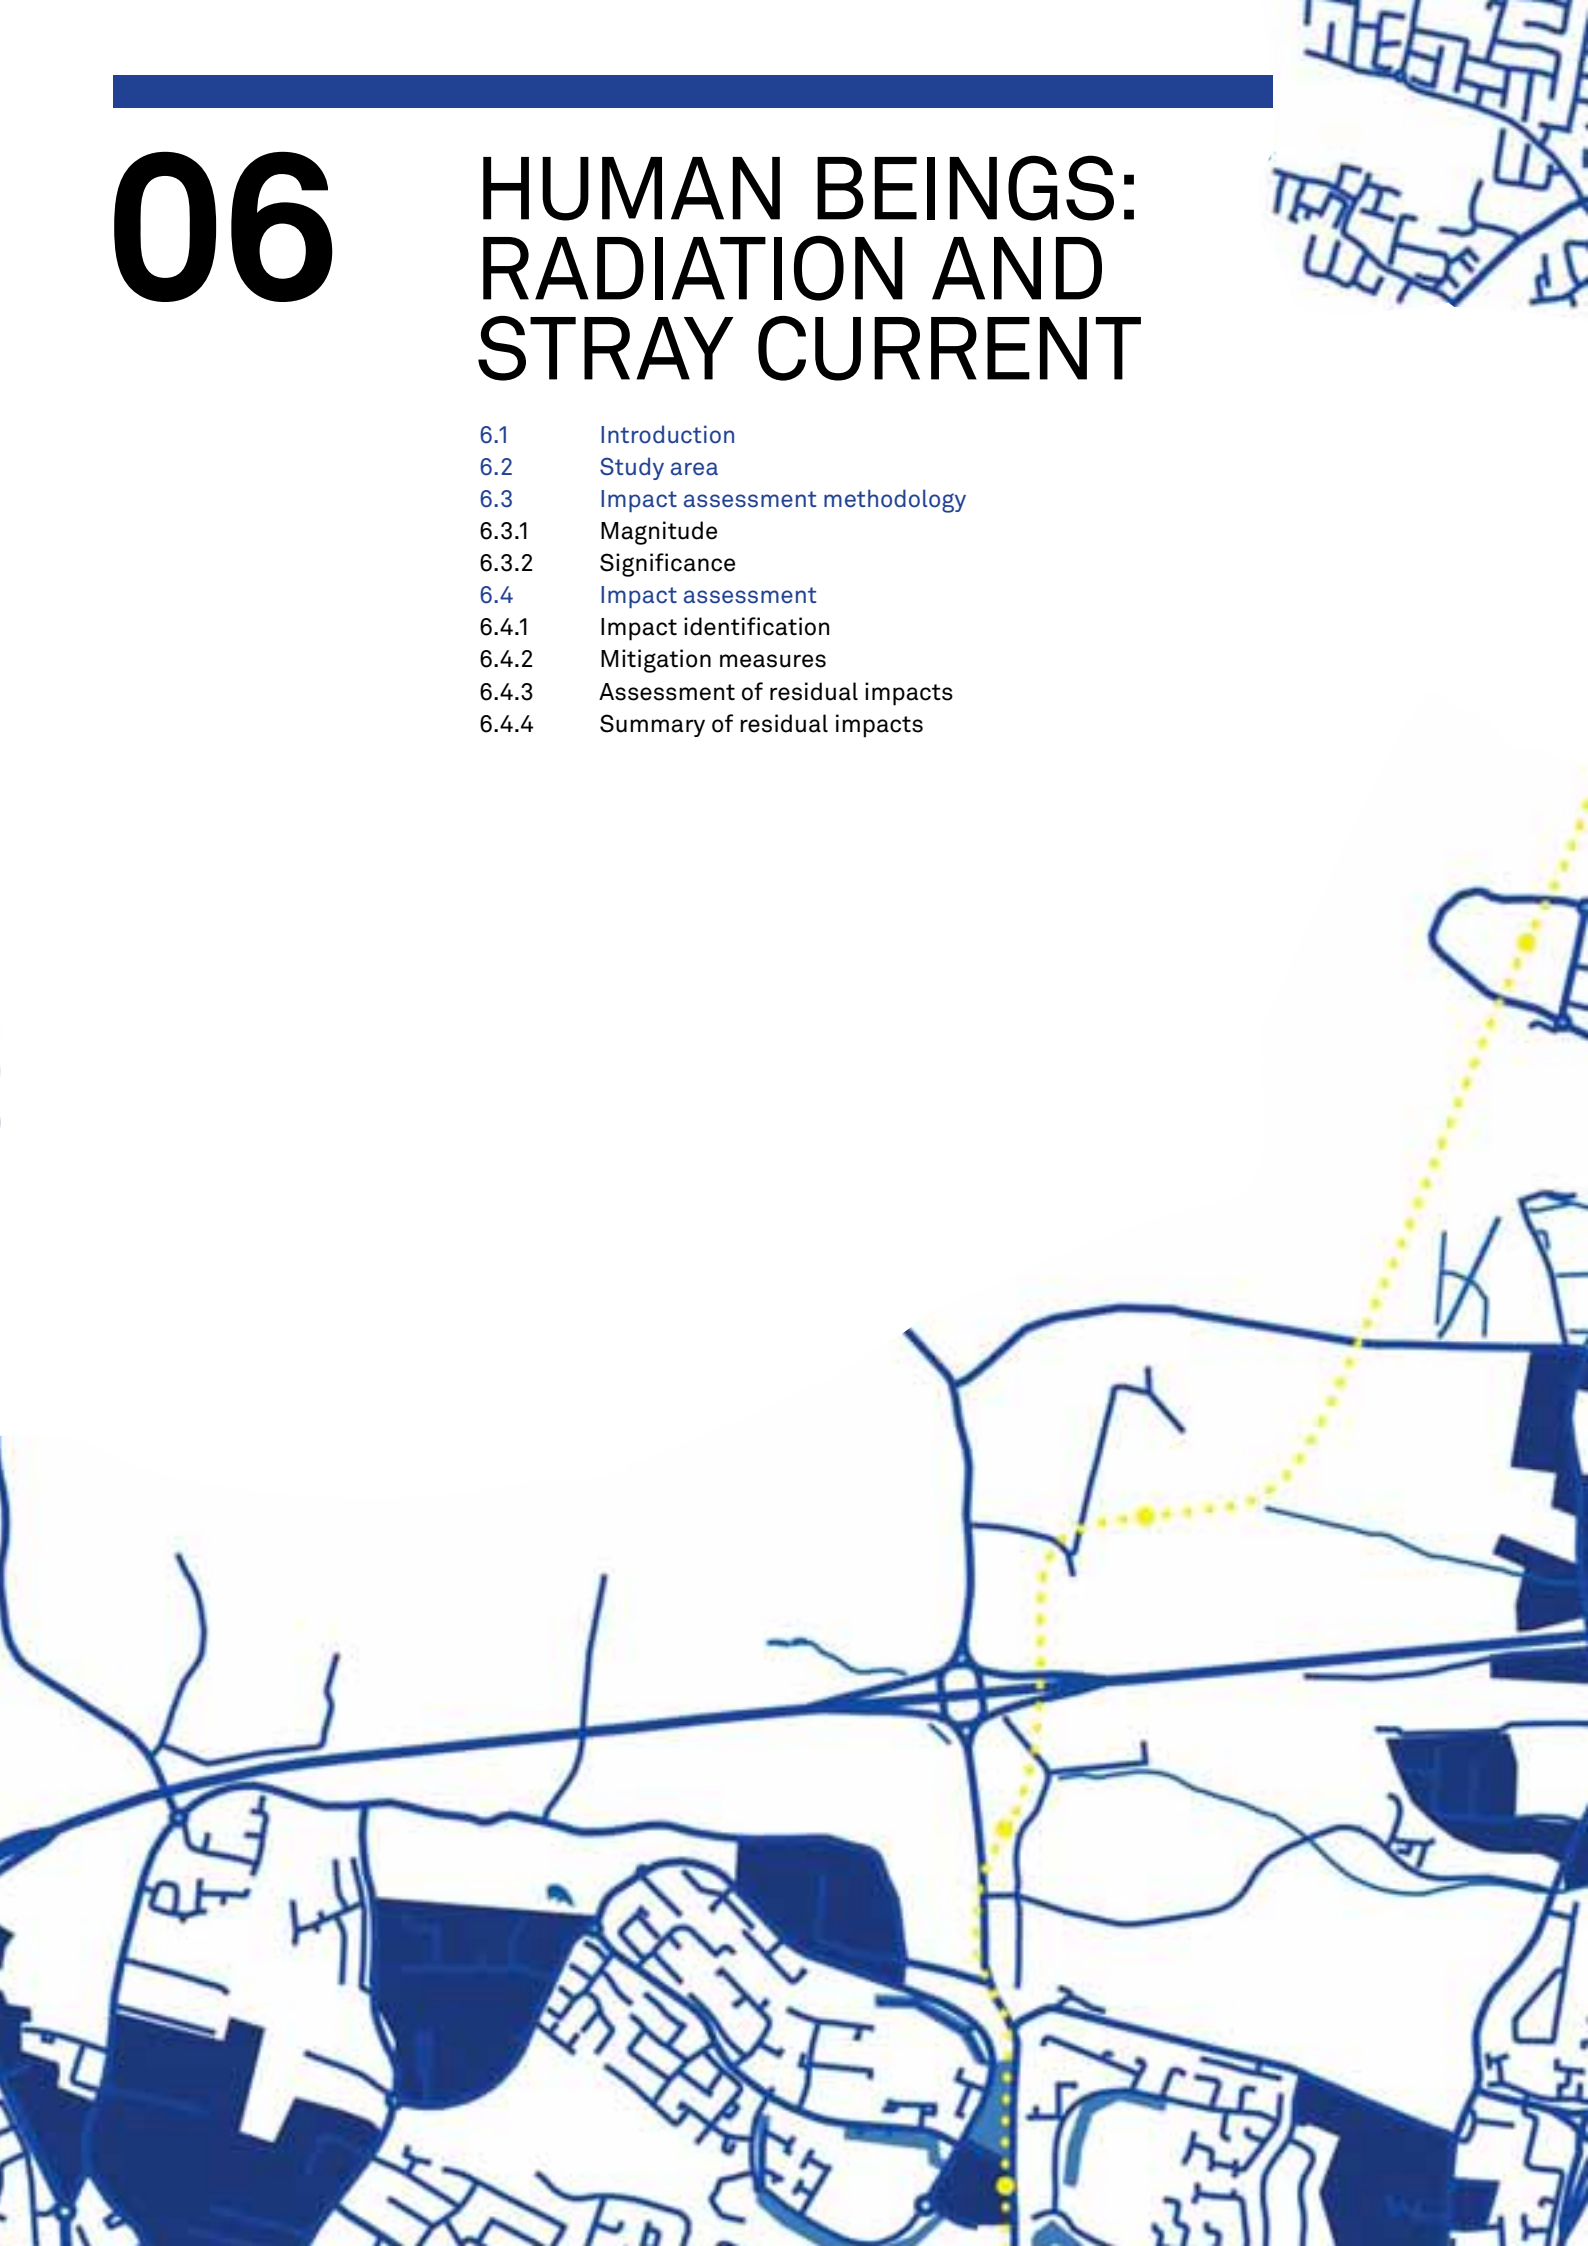 06
HUMAN BEINGS:
RADIATION AND
STRAY CURRENT
6.1 Introduction
6.2 Study area
6.3 Impact assessment methodology
6.3.1 Magnitude
6.3.2 Significance
6.4 Impact assessment
6.4.1 Impact identification
6.4.2 Mitigation measures
6.4.3 Assessment of residual impacts
6.4.4 Summary of residual impacts